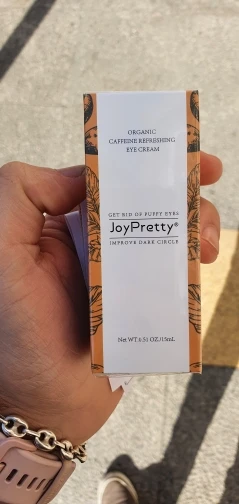 ORGANIC
CAFFEINE REFRESHING
EYE CREAM
GET RID OF PUFFY EYES
JoyPretty®
IMPROVE DARK CIRCLE
Net WT.0.51 OZ./15mL